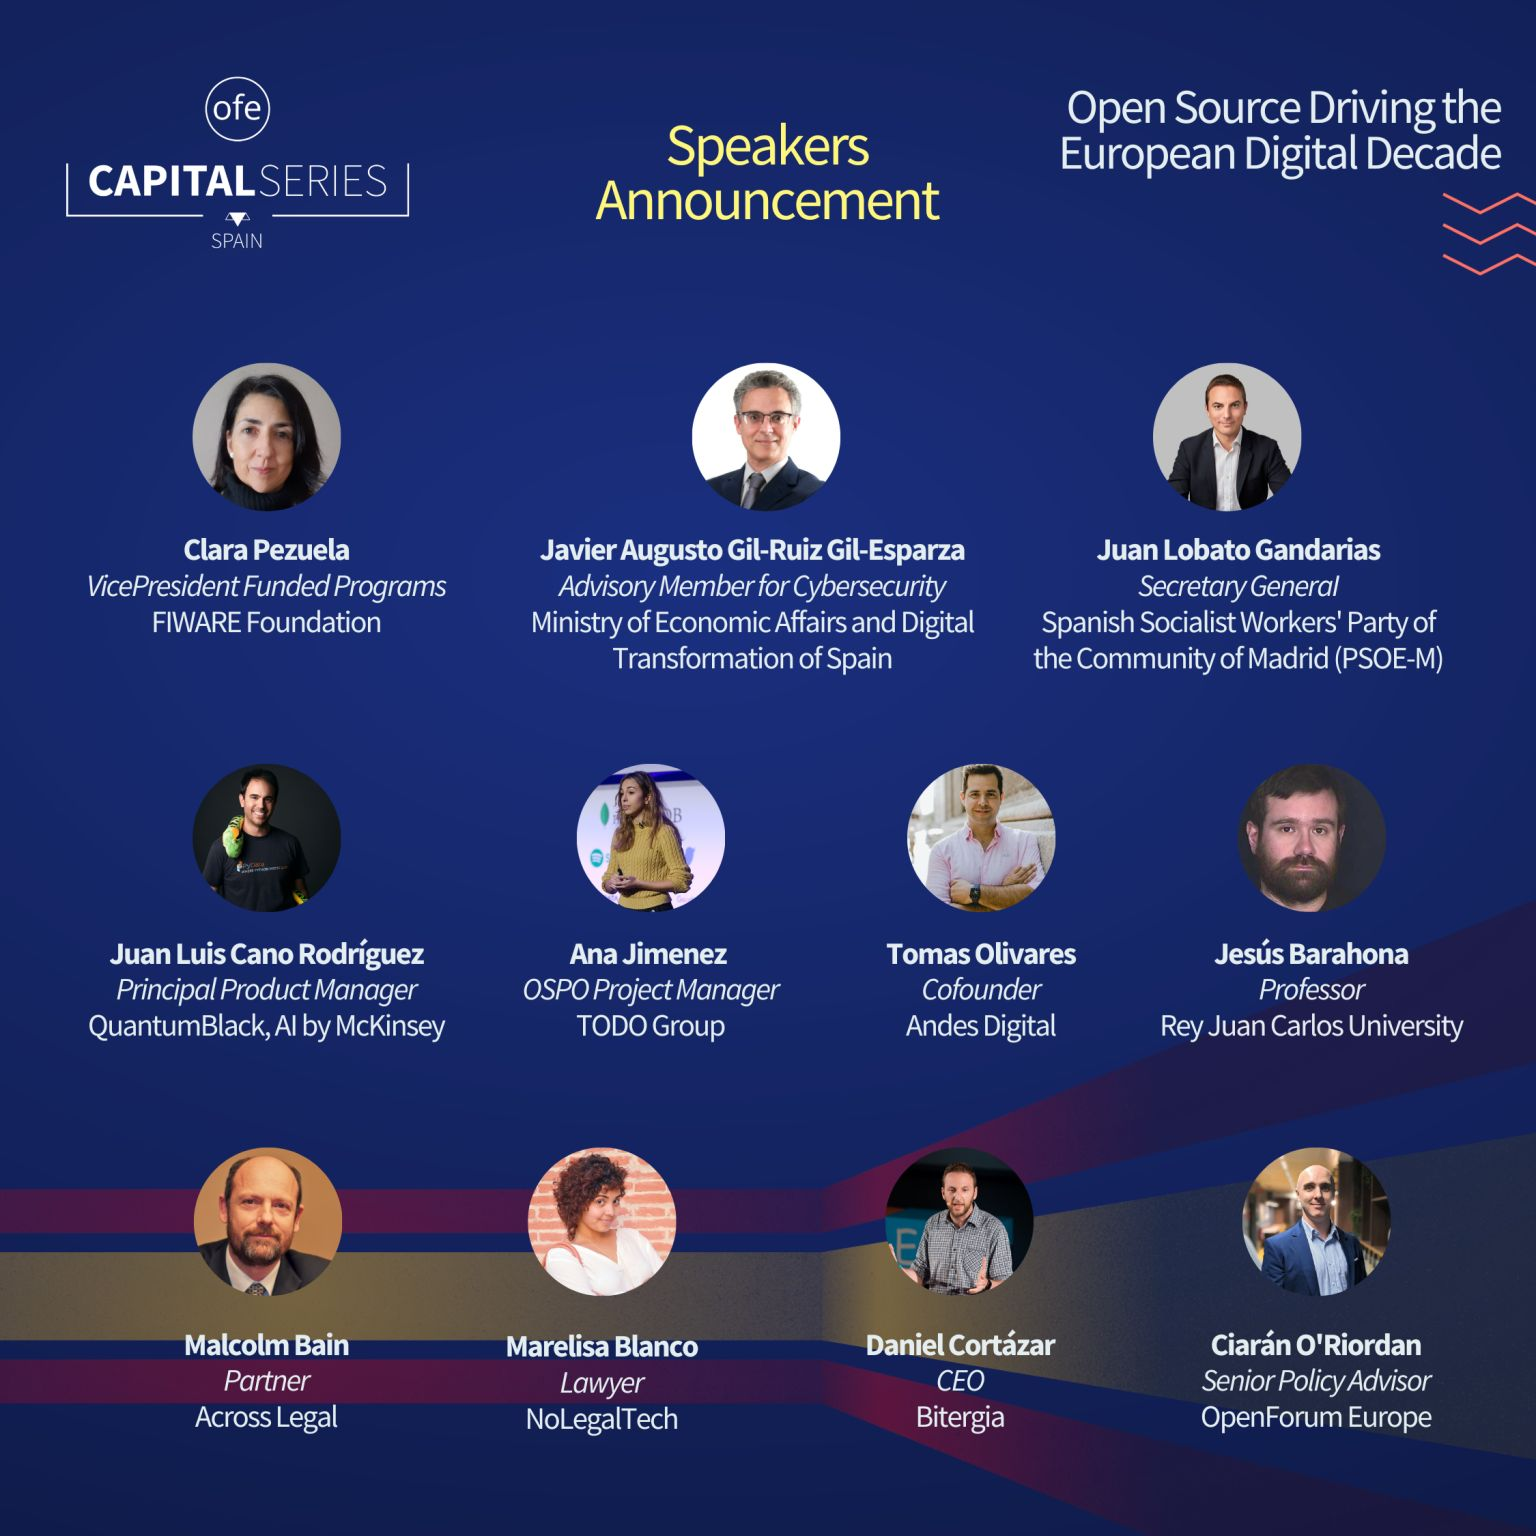 ofe
CAPITAL SERIES
SPAIN
Speakers
Announcement
Open Source Driving the
European Digital Decade
Clara Pezuela
VicePresident Funded Programs
FIWARE Foundation
Javier Augusto Gil-Ruiz Gil-Esparza
Advisory Member for Cybersecurity
Ministry of Economic Affairs and Digital
Transformation of Spain
Juan Lobato Gandarias
Secretary General
Spanish Socialist Workers' Party of
the Community of Madrid (PSOE-M)
Juan Luis Cano Rodríguez
Principal Product Manager
QuantumBlack, AI by McKinsey
Ana Jimenez
OSPO Project Manager
TODO Group
Tomas Olivares
Cofounder
Andes Digital
Jesús Barahona
Professor
Rey Juan Carlos University
Malcolm Bain
Partner
Across Legal
Marelisa Blanco
Lawyer
NoLegalTech
Daniel Cortázar
CEO
Bitergia
Ciarán O'Riordan
Senior Policy Advisor
OpenForum Europe